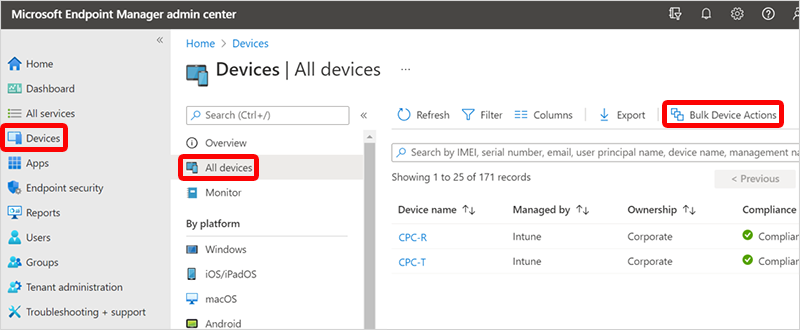 Microsoft Endpoint Manager admin center
Home
Dashboard
All services
Devices
Apps
Endpoint security
Reports
Users
Groups
Tenant administration
Troubleshooting + support
Home > Devices
Devices | All devices ...
Search (Ctrl+/)
Overview
All devices
Monitor
By platform
Windows
iOS/iPadOS
macOS
Android
Refresh Filter Columns Export Bulk Device Actions
Search by IMEI, serial number, email, user principal name, device name, management na
Showing 1 to 25 of 171 records
< Previous
Device name Managed by Ownership Compliance
CPC-R Intune Corporate Complian
CPC-T Intune Corporate Complian